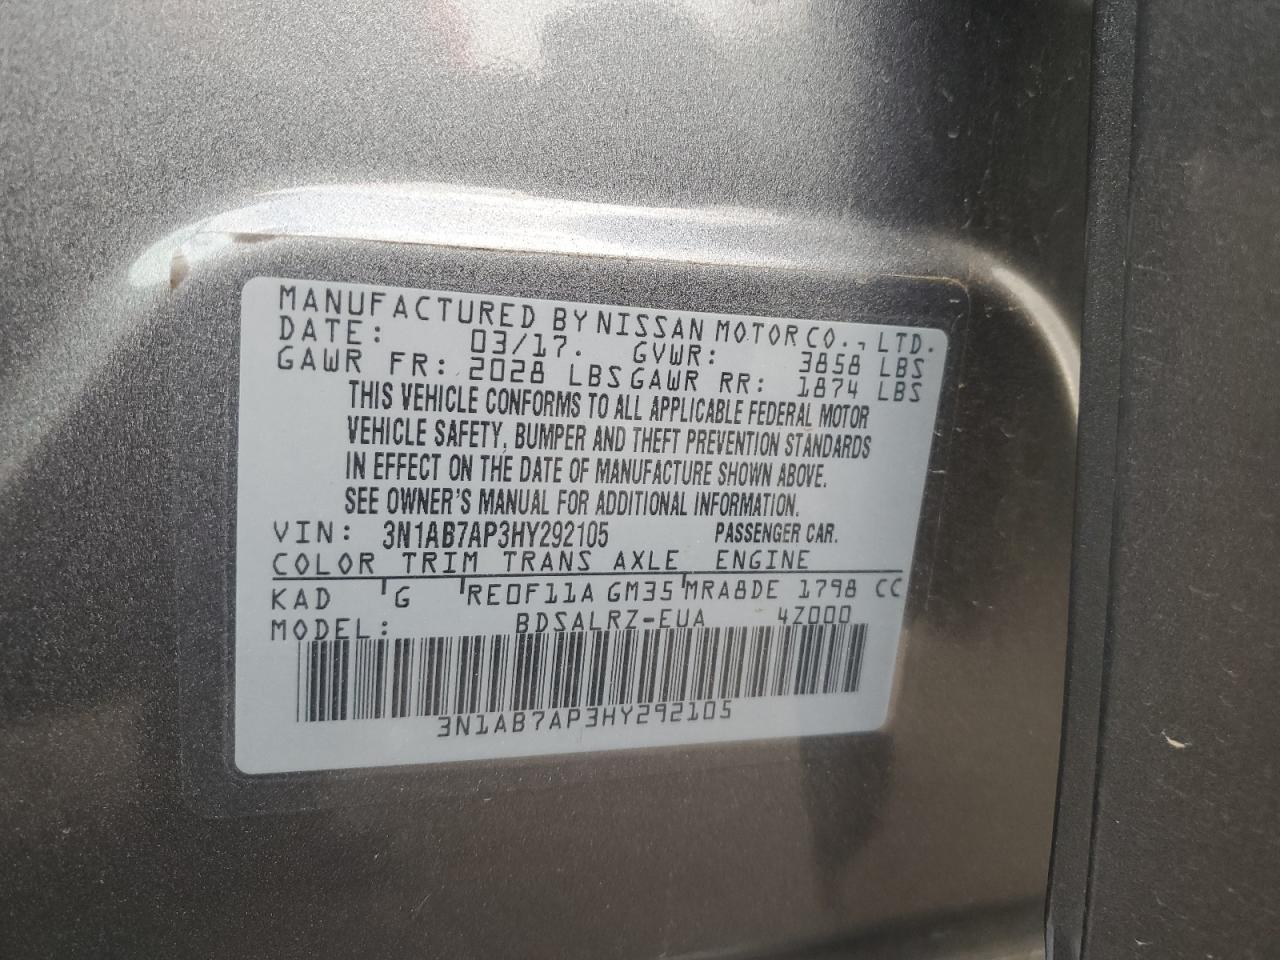 MANUFACTURED BY NISSAN MOTOR CO., LTD.
DATE: 03/17. GVWR: 3858 LBS
GAWR FR: 2028 LBS GAWR RR: 1874 LBS
THIS VEHICLE CONFORMS TO ALL APPLICABLE FEDERAL MOTOR
VEHICLE SAFETY, BUMPER AND THEFT PREVENTION STANDARDS
IN EFFECT ON THE DATE OF MANUFACTURE SHOWN ABOVE.
SEE OWNER'S MANUAL FOR ADDITIONAL INFORMATION.
VIN: 3N1AB7AP3HY292105 PASSENGER CAR.
COLOR TRIM TRANS AXLE ENGINE
KAD G RE0F11A GM35 MRA8DE 1798 CC
MODEL: BDSALRZ-EUA 4Z000
3N1AB7AP3HY292105